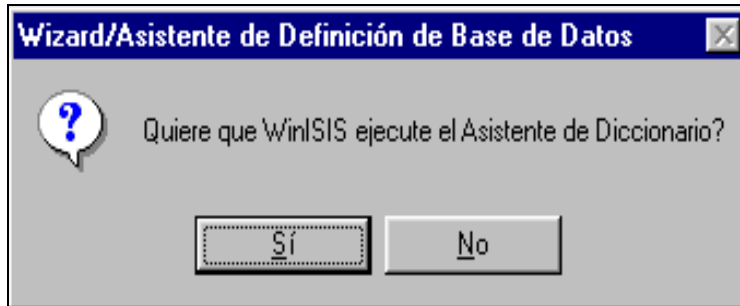 Wizard/Asistente de Definición de Base de Datos
Quiere que WinISIS ejecute el Asistente de Diccionario?
Sí
No